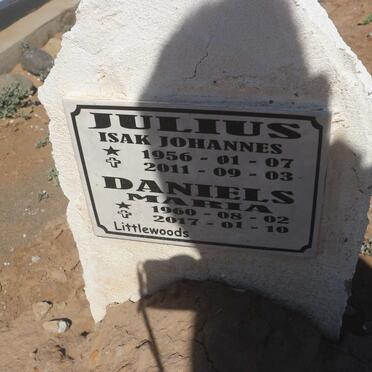 JULIUS
ISAK JOHANNES
★ 1956 - 01 - 07
✞ 2011 - 09 - 03
DANIELS
MARIA
★ 1960 - 08 - 02
✞ 2017 - 01 - 10
Littlewoods